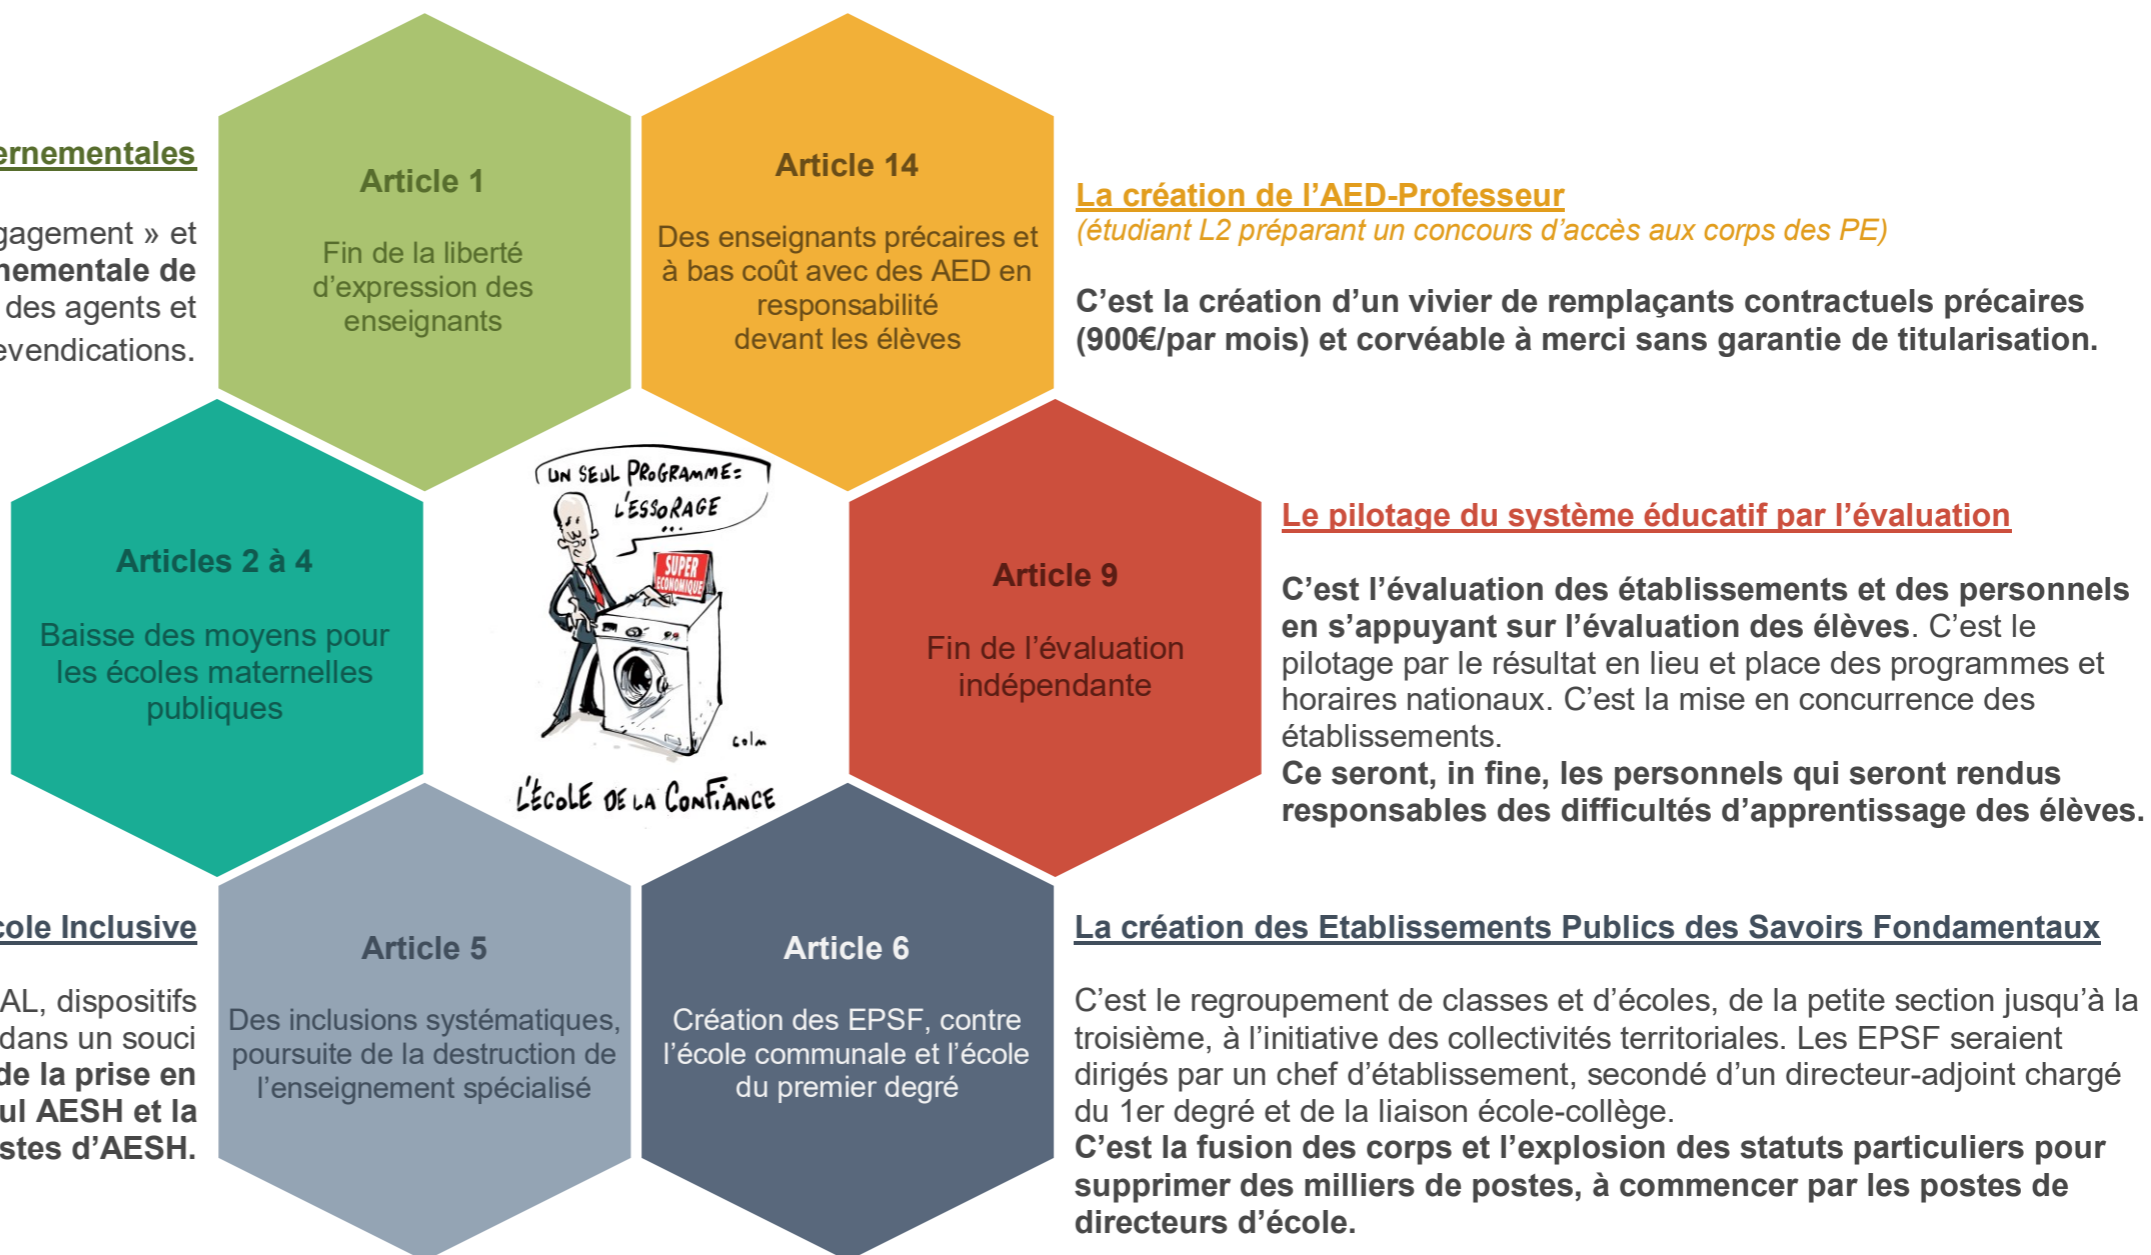 ernementales
gagement » et
nementale de
des agents et
evendications.
Article 1
Fin de la liberté
d’expression des
enseignants
Article 14
Des enseignants précaires et
à bas coût avec des AED en
responsabilité
devant les élèves
La création de l’AED-Professeur
(étudiant L2 préparant un concours d’accès aux corps des PE)
C’est la création d’un vivier de remplaçants contractuels précaires
(900€/par mois) et corvéable à merci sans garantie de titularisation.
Articles 2 à 4
Baisse des moyens pour
les écoles maternelles
publiques
UN SEUL PROGRAMME:
L'ESSORAGE
...
SUPER
ECONOMIQUE
colm
L'ÉCOLE DE LA CONFIANCE
Article 9
Fin de l’évaluation
indépendante
Le pilotage du système éducatif par l’évaluation
C’est l’évaluation des établissements et des personnels
en s’appuyant sur l’évaluation des élèves. C’est le
pilotage par le résultat en lieu et place des programmes et
horaires nationaux. C’est la mise en concurrence des
établissements.
Ce seront, in fine, les personnels qui seront rendus
responsables des difficultés d’apprentissage des élèves.
cole Inclusive
AL, dispositifs
dans un souci
de la prise en
ul AESH et la
stes d’AESH.
Article 5
Des inclusions systématiques,
poursuite de la destruction de
l’enseignement spécialisé
Article 6
Création des EPSF, contre
l’école communale et l’école
du premier degré
La création des Etablissements Publics des Savoirs Fondamentaux
C’est le regroupement de classes et d’écoles, de la petite section jusqu’à la
troisième, à l’initiative des collectivités territoriales. Les EPSF seraient
dirigés par un chef d’établissement, secondé d’un directeur-adjoint chargé
du 1er degré et de la liaison école-collège.
C’est la fusion des corps et l’explosion des statuts particuliers pour
supprimer des milliers de postes, à commencer par les postes de
directeurs d’école.